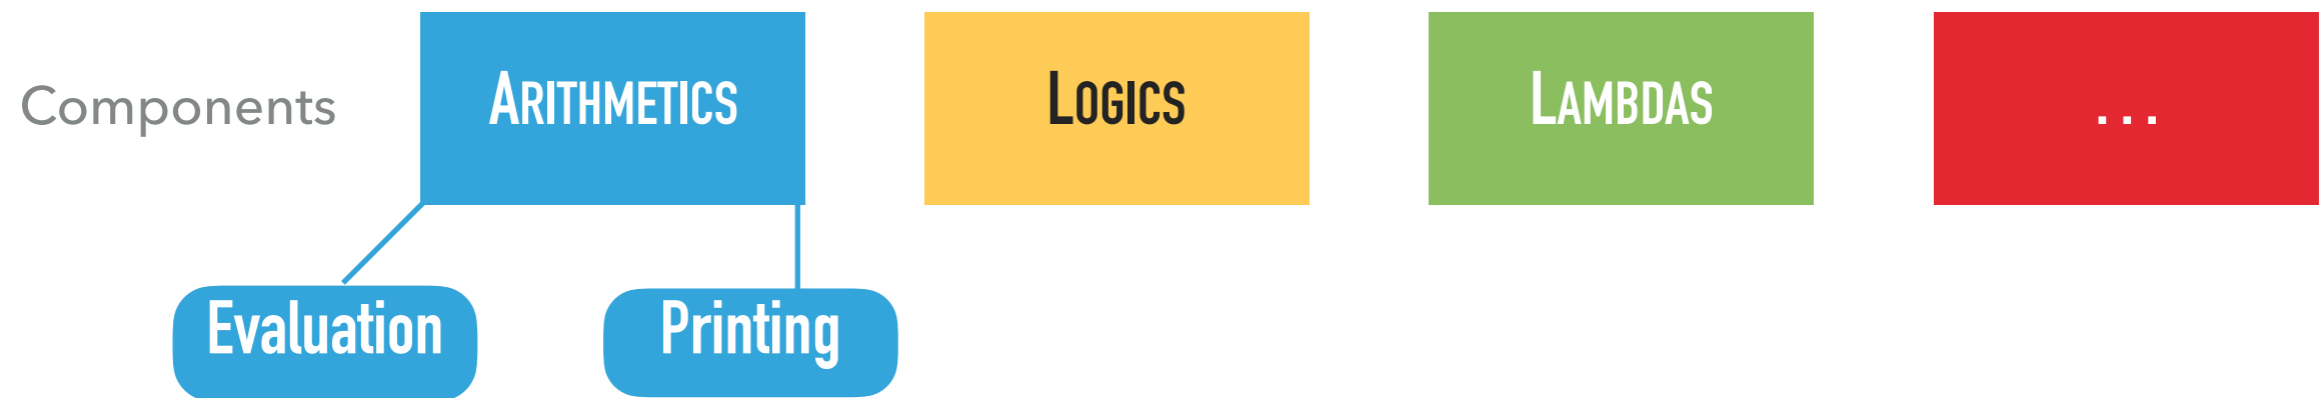 Components
ARITHMETICS
LOGICS
LAMBDAS
...
Evaluation
Printing